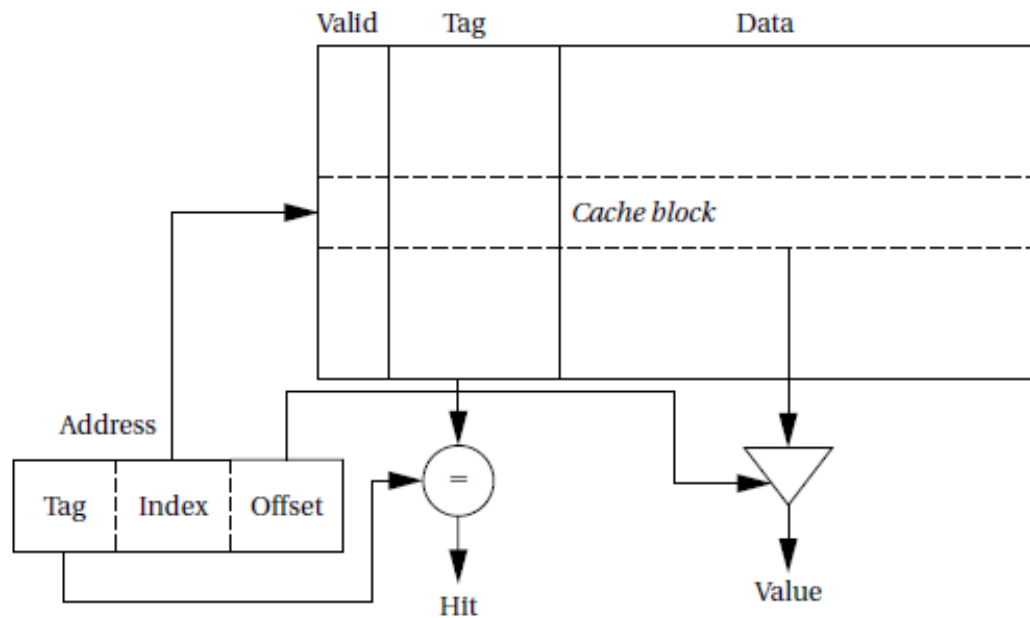 Valid Tag Data
Cache block
Address
Tag Index Offset
=
Hit
Value